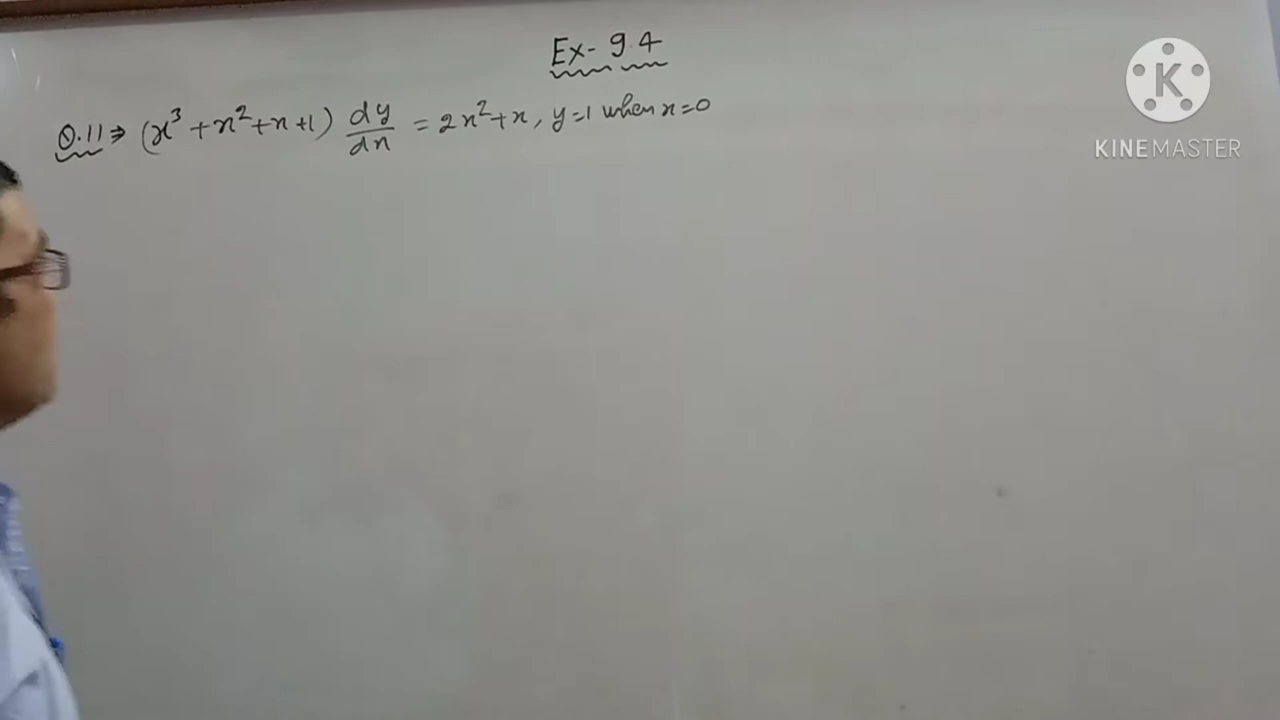 Ex- 9.4
Q.11 ⇒ (x³ + x² + x + 1) dy/dx = 2x² + x, y = 1 when x = 0
K
KINEMASTER